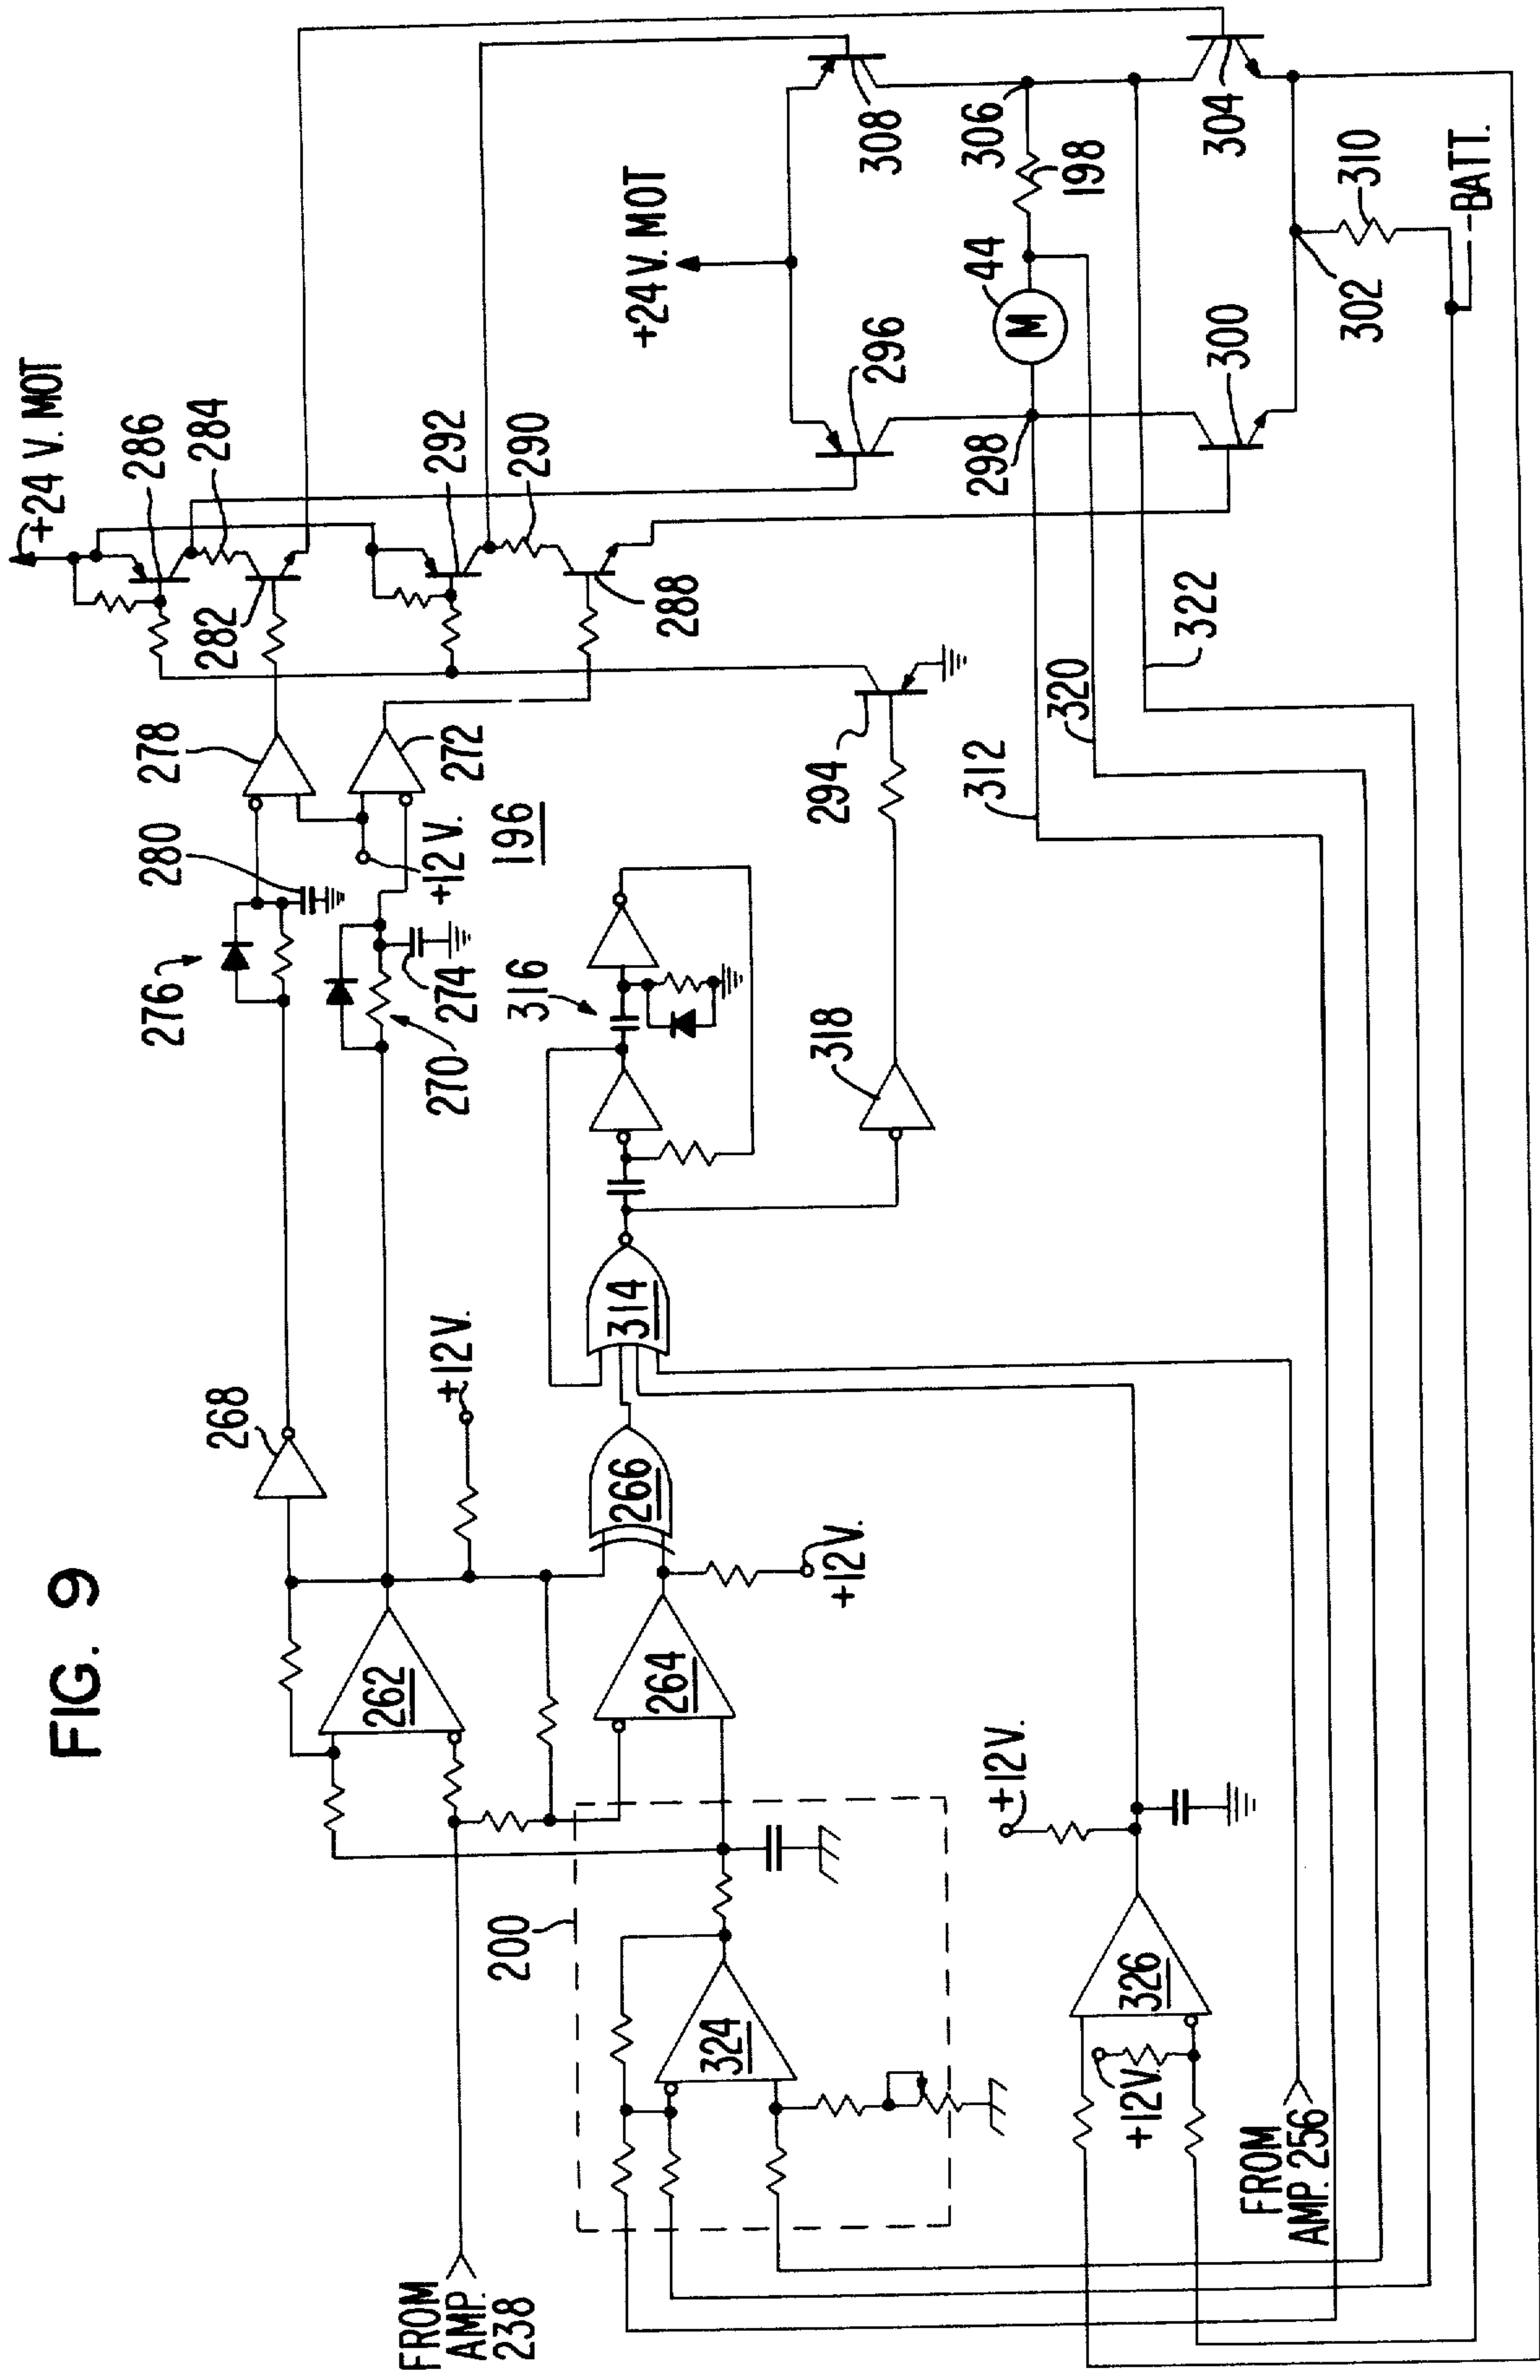 FIG. 9
+24 V. MOT
286
284
282
292
290
288
278
272
280
276
+12 V.
196
274
270
316
318
294
268
+12V.
314
266
+12V.
262
264
200
324
FROM
AMP.
238
+12V.
326
+12V.
FROM
AMP. 256
+24 V. MOT
308
296
306
198
44
M
298
304
300
302
310
-BATT.
312
320
322